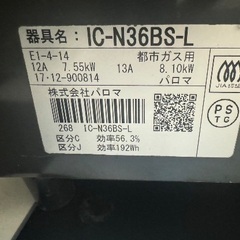 器具名: IC-N36BS-L
E1-4-14 都市ガス用
12A 7.55kW 13A 8.10kW
17・12-900814 パロマ
株式会社パロマ
268 IC-N36BS-L
区分C 効率56.3%
区分J 効率192Wh
JIA
PS
TG